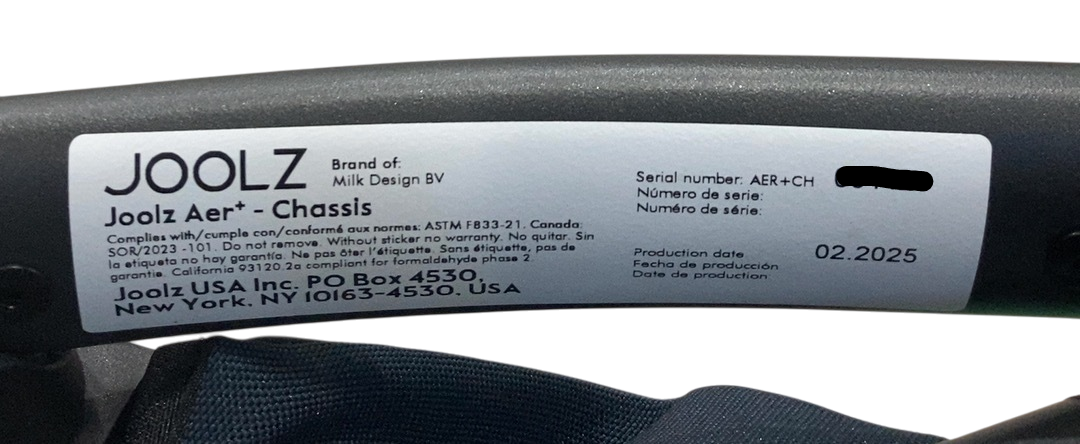 JOOLZ
Brand of:
Milk Design BV
Joolz Aer+ - Chassis
Complies with/cumple con/conformé aux normes: ASTM F833-21. Canada:
SOR/2023 -101. Do not remove. Without sticker no warranty. No quitar. Sin
la etiqueta no hay garantía. Ne pas ôter l'étiquette. Sans étiquette, pas de
garantie. California 93120.2a compliant for formaldehyde phase 2.
Joolz USA Inc. PO Box 4530,
New York. NY 10163-4530. USA
Serial number: AER+CH
Número de serie:
Numéro de série:
Production date
Fecha de producción
Date de production
02.2025